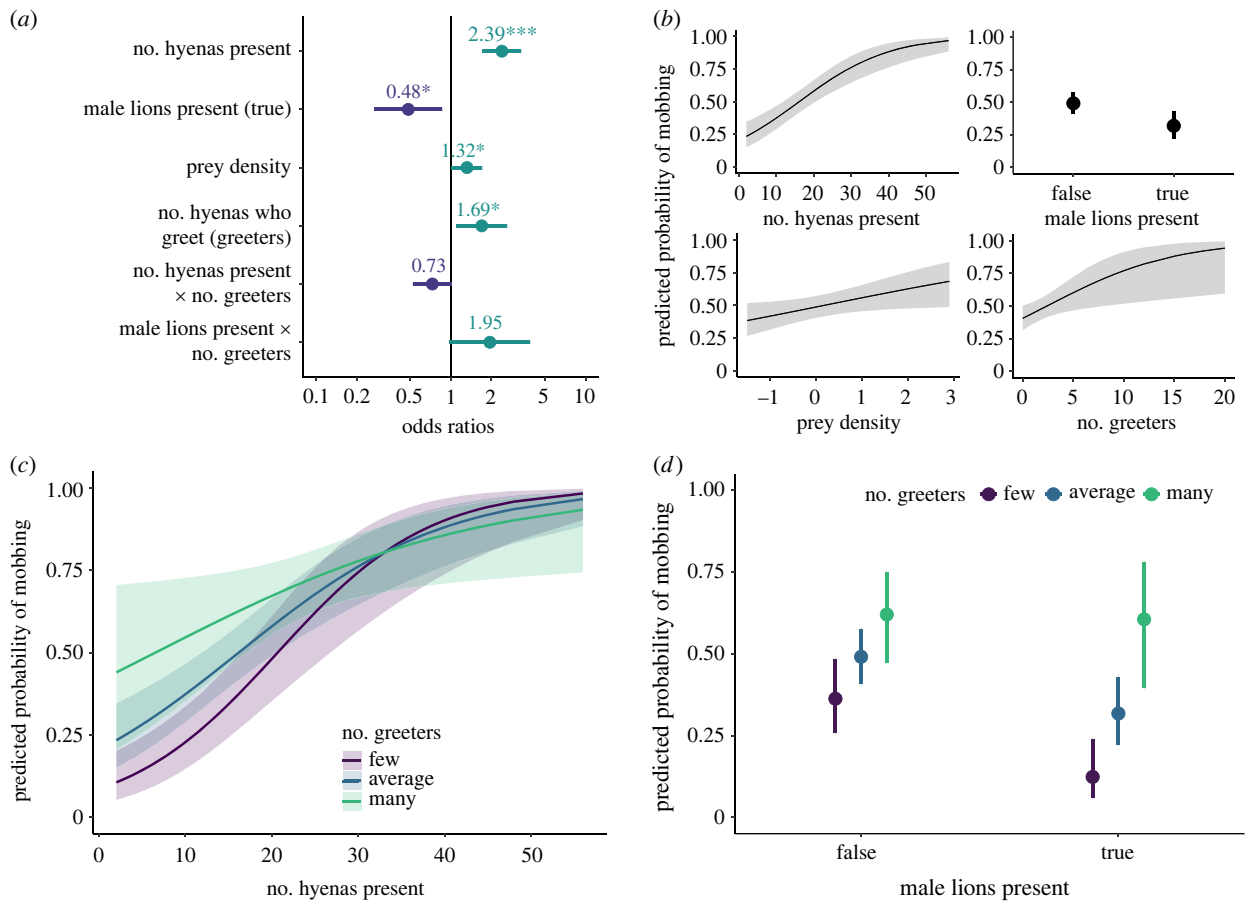 (a)
no. hyenas present
2.39***
male lions present (true)
0.48*
prey density
1.32*
no. hyenas who
greet (greeters)
1.69*
no. hyenas present
× no. greeters
0.73
male lions present ×
no. greeters
1.95
0.1 0.2 0.5 1 2 5 10
odds ratios
(b)
predicted probability of mobbing
1.00
0.75
0.50
0.25
0
0 10 20 30 40 50
no. hyenas present
1.00
0.75
0.50
0.25
0
false true
male lions present
1.00
0.75
0.50
0.25
0
–1 0 1 2 3
prey density
1.00
0.75
0.50
0.25
0
0 5 10 15 20
no. greeters
(c)
predicted probability of mobbing
1.00
0.75
0.50
0.25
0
no. greeters
few
average
many
0 10 20 30 40 50
no. hyenas present
(d)
predicted probability of mobbing
no. greeters few average many
1.00
0.75
0.50
0.25
0
false true
male lions present